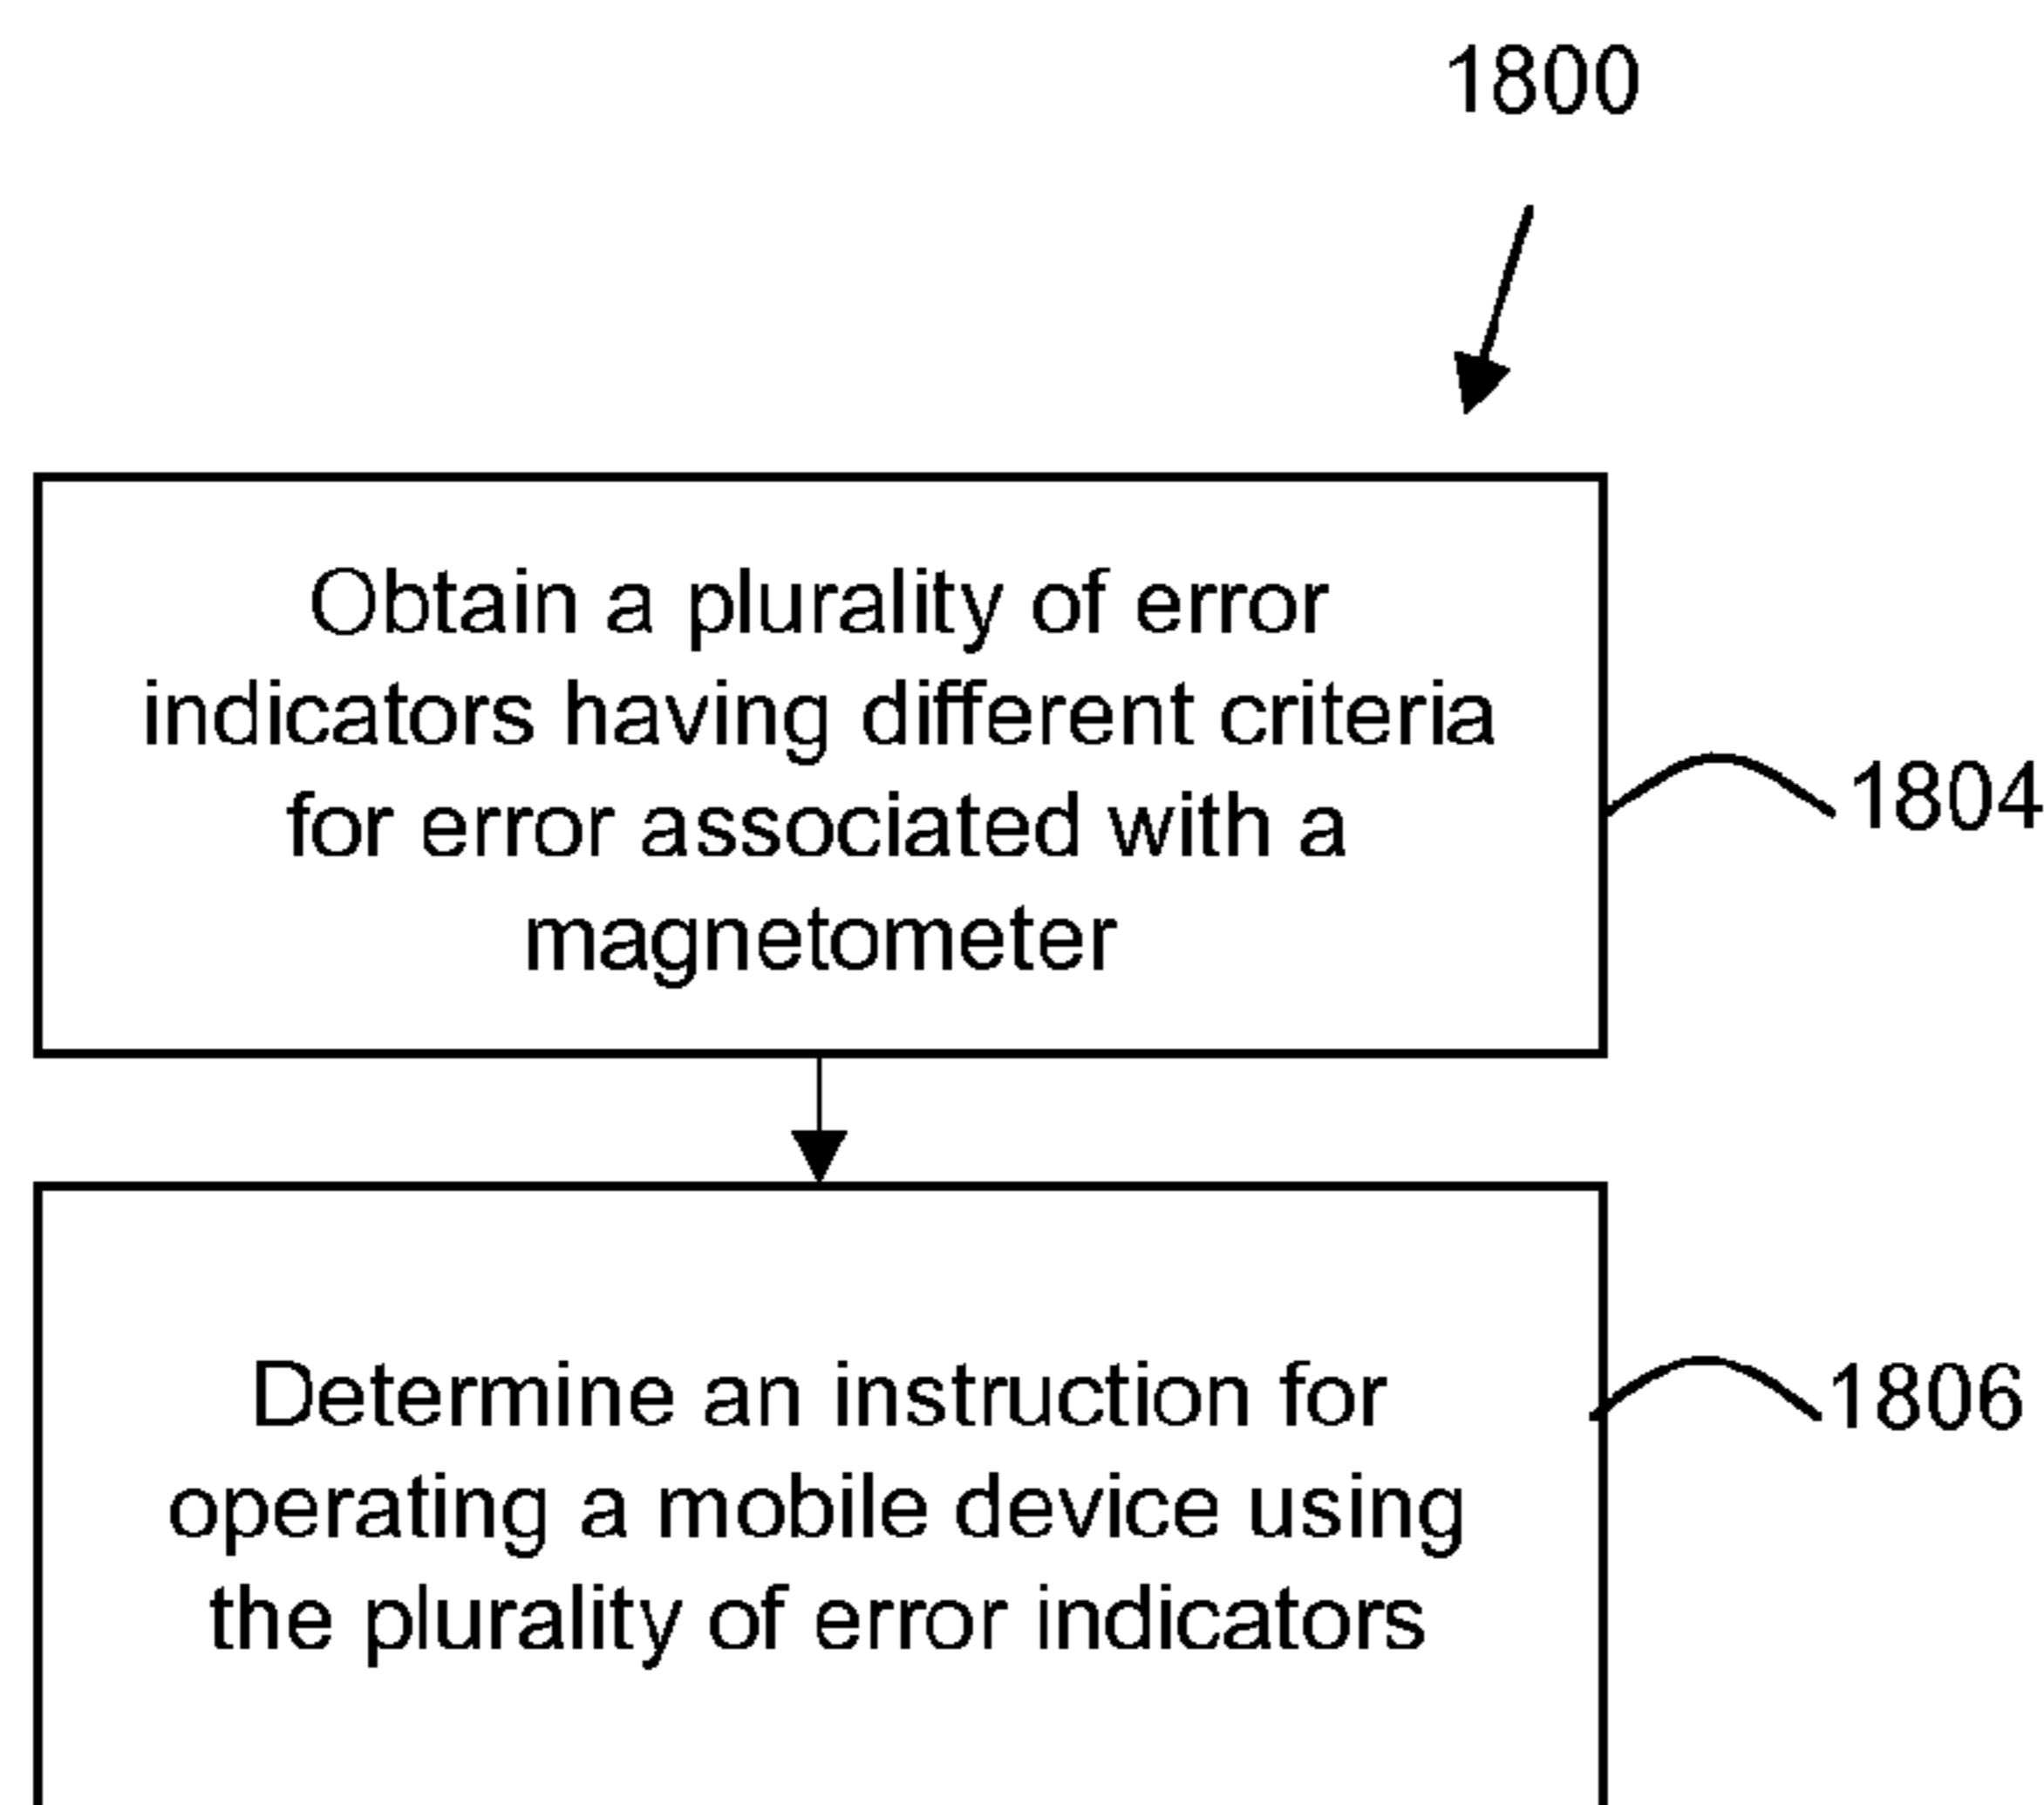 1800
Obtain a plurality of error
indicators having different criteria
for error associated with a
magnetometer
1804
Determine an instruction for
operating a mobile device using
the plurality of error indicators
1806